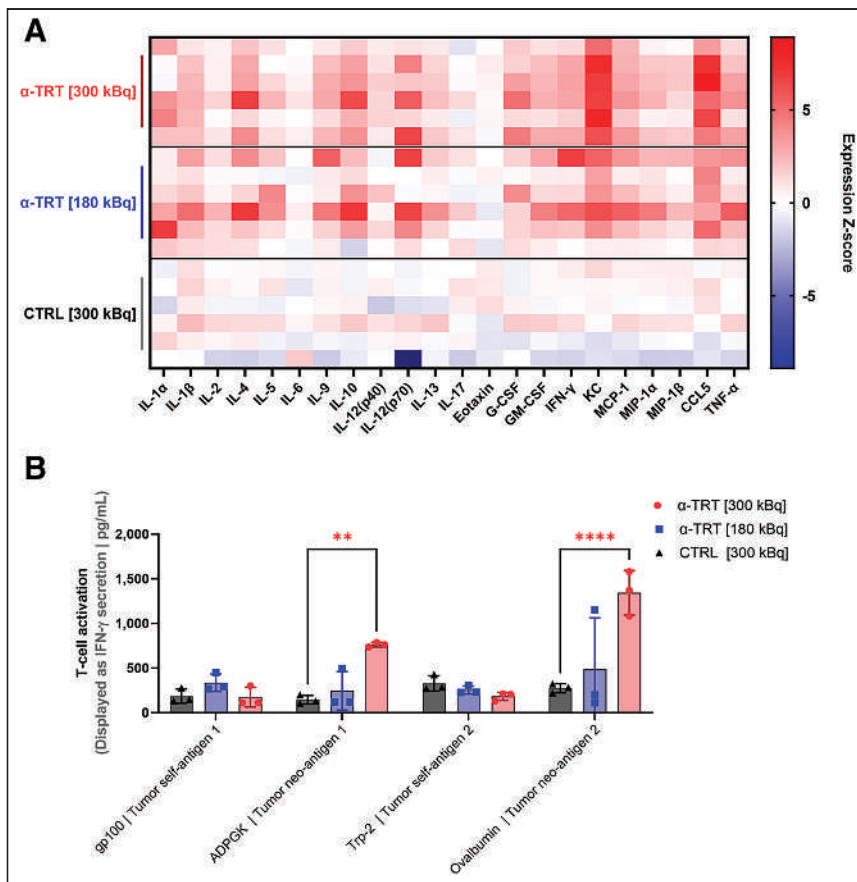 A
α-TRT [300 kBq]
α-TRT [180 kBq]
CTRL [300 kBq]
5
0
-5
Expression Z-score
IL-1α
IL-1β
IL-2
IL-4
IL-5
IL-6
IL-9
IL-10
IL-12(p40)
IL-12(p70)
IL-13
IL-17
Eotaxin
G-CSF
GM-CSF
IFN-γ
KC
MCP-1
MIP-1α
MIP-1β
CCL5
TNF-α
B
α-TRT [300 kBq]
α-TRT [180 kBq]
CTRL [300 kBq]
**
****
T-cell activation
(Displayed as IFN-γ secretion | pg/mL)
2,000
1,500
1,000
500
0
gp100 | Tumor self-antigen 1
ADPGK | Tumor neo-antigen 1
Trp-2 | Tumor self-antigen 2
Ovalbumin | Tumor neo-antigen 2